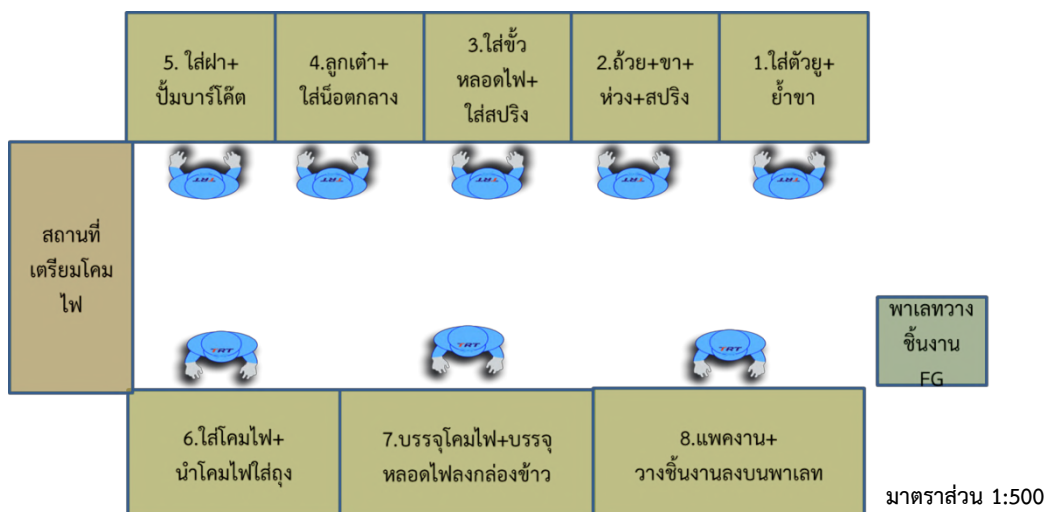 5. ใส่ฝา+
ปั้มบาร์โค๊ต
4.ลูกเต๋า+
ใส่น็อตกลาง
3.ใส่ขั้ว
หลอดไฟ+
ใส่สปริง
2.ถ้วย+ขา+
ห่วง+สปริง
1.ใส่ตัวยู+
ย้ำขา
สถานที่
เตรียมโคม
ไฟ
พาเลทวาง
ชิ้นงาน
FG
6.ใส่โคมไฟ+
นำโคมไฟใส่ถุง
7.บรรจุโคมไฟ+บรรจุ
หลอดไฟลงกล่องข้าว
8.แพคงาน+
วางชิ้นงานลงบนพาเลท
มาตราส่วน 1:500